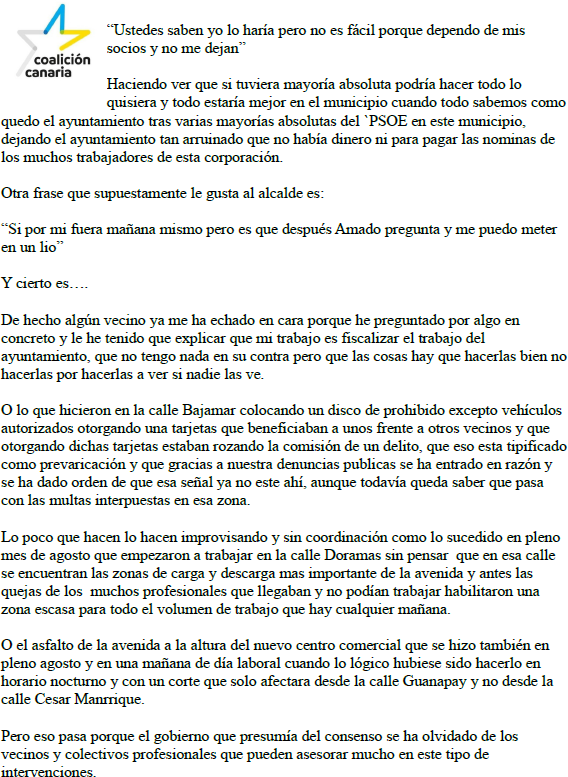 coalición
canaria
“Ustedes saben yo lo haría pero no es fácil porque dependo de mis
socios y no me dejan”
Haciendo ver que si tuviera mayoría absoluta podría hacer todo lo
quisiera y todo estaría mejor en el municipio cuando todo sabemos como
quedo el ayuntamiento tras varias mayorías absolutas del `PSOE en este municipio,
dejando el ayuntamiento tan arruinado que no había dinero ni para pagar las nominas de
los muchos trabajadores de esta corporación.
Otra frase que supuestamente le gusta al alcalde es:
“Si por mi fuera mañana mismo pero es que después Amado pregunta y me puedo meter
en un lio”
Y cierto es….
De hecho algún vecino ya me ha echado en cara porque he preguntado por algo en
concreto y le he tenido que explicar que mi trabajo es fiscalizar el trabajo del
ayuntamiento, que no tengo nada en su contra pero que las cosas hay que hacerlas bien no
hacerlas por hacerlas a ver si nadie las ve.
O lo que hicieron en la calle Bajamar colocando un disco de prohibido excepto vehículos
autorizados otorgando una tarjetas que beneficiaban a unos frente a otros vecinos y que
otorgando dichas tarjetas estaban rozando la comisión de un delito, que eso esta tipificado
como prevaricación y que gracias a nuestra denuncias publicas se ha entrado en razón y
se ha dado orden de que esa señal ya no este ahí, aunque todavía queda saber que pasa
con las multas interpuestas en esa zona.
Lo poco que hacen lo hacen improvisando y sin coordinación como lo sucedido en pleno
mes de agosto que empezaron a trabajar en la calle Doramas sin pensar  que en esa calle
se encuentran las zonas de carga y descarga mas importante de la avenida y antes las
quejas de los  muchos profesionales que llegaban y no podían trabajar habilitaron una
zona escasa para todo el volumen de trabajo que hay cualquier mañana.
O el asfalto de la avenida a la altura del nuevo centro comercial que se hizo también en
pleno agosto y en una mañana de día laboral cuando lo lógico hubiese sido hacerlo en
horario nocturno y con un corte que solo afectara desde la calle Guanapay y no desde la
calle Cesar Manrrique.
Pero eso pasa porque el gobierno que presumía del consenso se ha olvidado de los
vecinos y colectivos profesionales que pueden asesorar mucho en este tipo de
intervenciones.